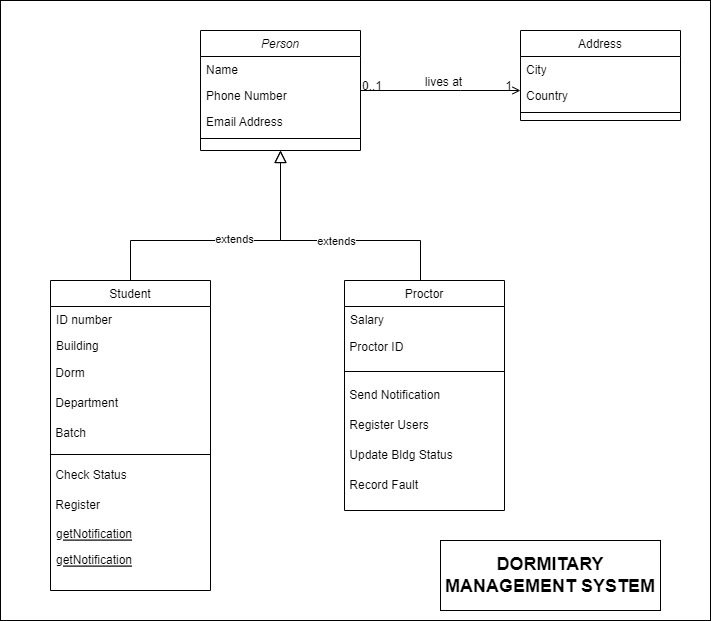 Person
Name
Phone Number
Email Address
Address
City
Country
0..1
lives at
1
extends
extends
Student
ID number
Building
Dorm
Department
Batch
Check Status
Register
getNotification
getNotification
Proctor
Salary
Proctor ID
Send Notification
Register Users
Update Bldg Status
Record Fault
DORMITARY
MANAGEMENT SYSTEM